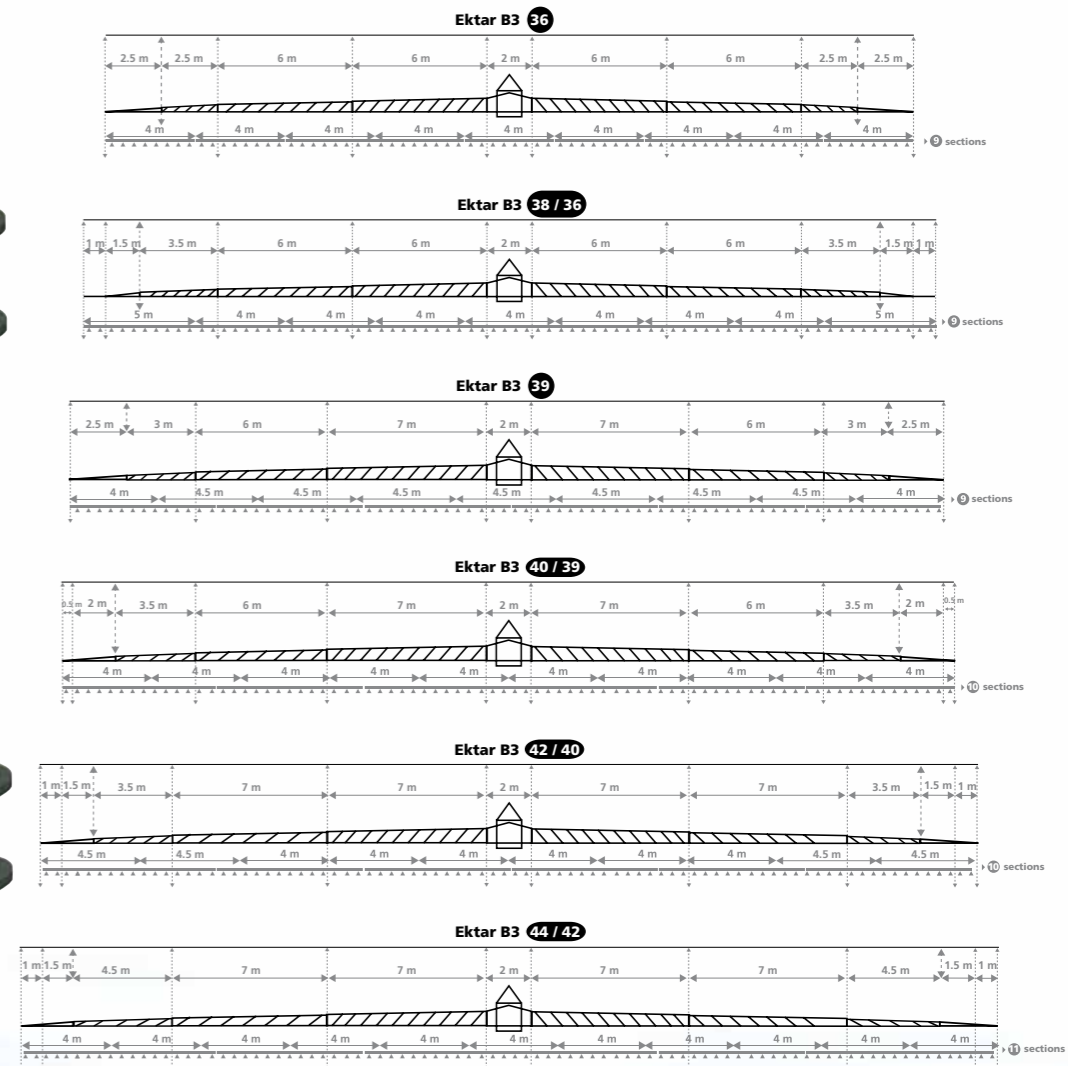 Ektar B3 36
2.5 m 2.5 m 6 m 6 m 2 m 6 m 6 m 2.5 m 2.5 m
4 m 4 m 4 m 4 m 4 m 4 m 4 m 4 m 4 m
9 sections
Ektar B3 38 / 36
1 m 1.5 m 3.5 m 6 m 6 m 2 m 6 m 6 m 3.5 m 1.5 m 1 m
5 m 4 m 4 m 4 m 4 m 4 m 4 m 4 m 5 m
9 sections
Ektar B3 39
2.5 m 3 m 6 m 7 m 2 m 7 m 6 m 3 m 2.5 m
4 m 4.5 m 4.5 m 4.5 m 4.5 m 4.5 m 4.5 m 4.5 m 4 m
9 sections
Ektar B3 40 / 39
0.5 m 2 m 3.5 m 6 m 7 m 2 m 7 m 6 m 3.5 m 2 m 0.5 m
4 m 4 m 4 m 4 m 4 m 4 m 4 m 4 m 4 m 4 m
10 sections
Ektar B3 42 / 40
1 m 1.5 m 3.5 m 7 m 7 m 2 m 7 m 7 m 3.5 m 1.5 m 1 m
4.5 m 4.5 m 4 m 4 m 4 m 4 m 4 m 4 m 4.5 m 4.5 m
10 sections
Ektar B3 44 / 42
1 m 1.5 m 4.5 m 7 m 7 m 2 m 7 m 7 m 4.5 m 1.5 m 1 m
4 m 4 m 4 m 4 m 4 m 4 m 4 m 4 m 4 m 4 m 4 m
11 sections